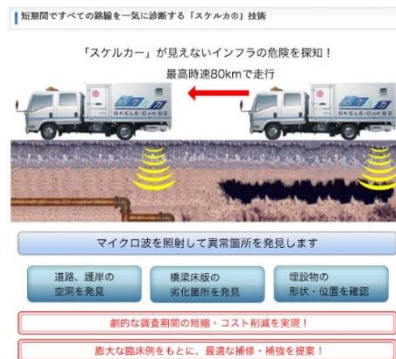 短期間ですべての路線を一気に診断する「スケルカ®」技術
「スケルカー」が見えないインフラの危険を探知！
最高時速80kmで走行
SKELE-CAR 02
SKELE-CAR 02
マイクロ波を照射して異常箇所を発見します
道路、護岸の
空洞を発見
橋梁床版の
劣化箇所を発見
埋設物の
形状・位置を確認
劇的な調査期間の短縮・コスト削減を実現！
膨大な臨床例をもとに、最適な補修・補強を提案！